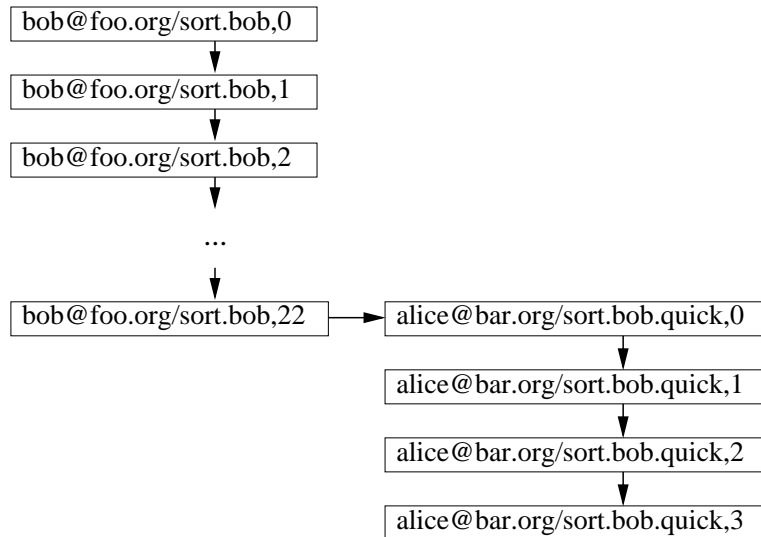 bob@foo.org/sort.bob,0
bob@foo.org/sort.bob,1
bob@foo.org/sort.bob,2
...
bob@foo.org/sort.bob,22
alice@bar.org/sort.bob.quick,0
alice@bar.org/sort.bob.quick,1
alice@bar.org/sort.bob.quick,2
alice@bar.org/sort.bob.quick,3